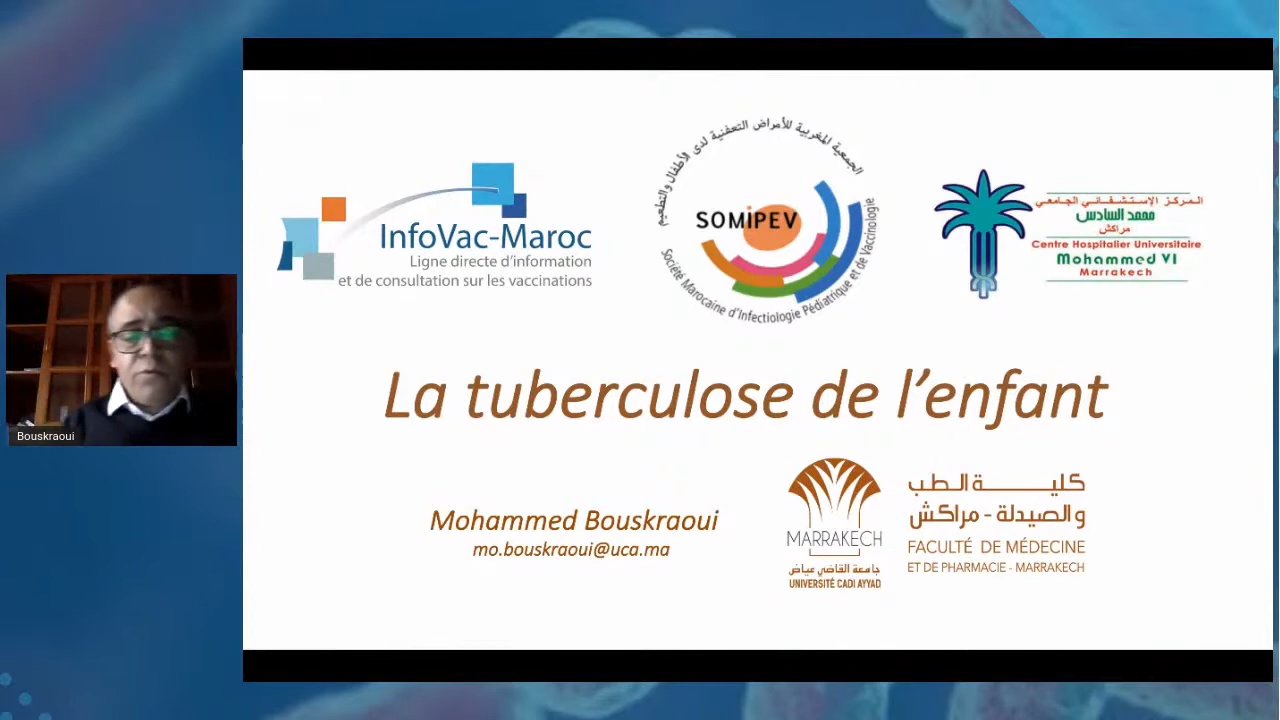 InfoVac-Maroc
Ligne directe d'information
et de consultation sur les vaccinations
الجمعية المغربية للأمراض التعفنية لدى الأطفال والتطعيم
SOMIPEV
Société Marocaine d'Infectiologie Pédiatrique et de Vaccinologie
المركز الإستشفائي الجامعي
محمد السادس
مراكش
Centre Hospitalier Universitaire
Mohammed VI
Marrakech
Bouskraoui
La tuberculose de l'enfant
Mohammed Bouskraoui
mo.bouskraoui@uca.ma
MARRAKECH
جامعة القاضي عياض
UNIVERSITÉ CADI AYYAD
كليـة الـطـب
والصيدلة - مراكش
FACULTÉ DE MÉDECINE
ET DE PHARMACIE - MARRAKECH